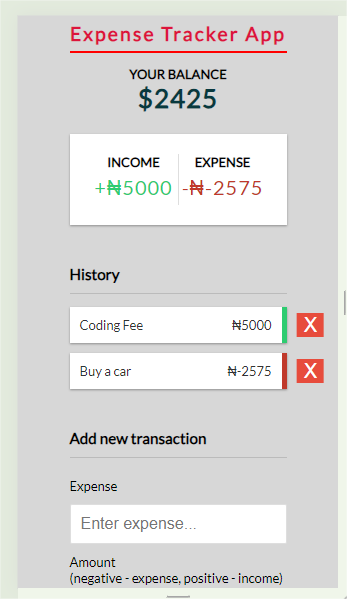 Expense Tracker App
YOUR BALANCE
$2425
INCOME
+₦5000
EXPENSE
-₦-2575
History
Coding Fee ₦5000 X
Buy a car ₦-2575 X
Add new transaction
Expense
Enter expense...
Amount
(negative - expense, positive - income)